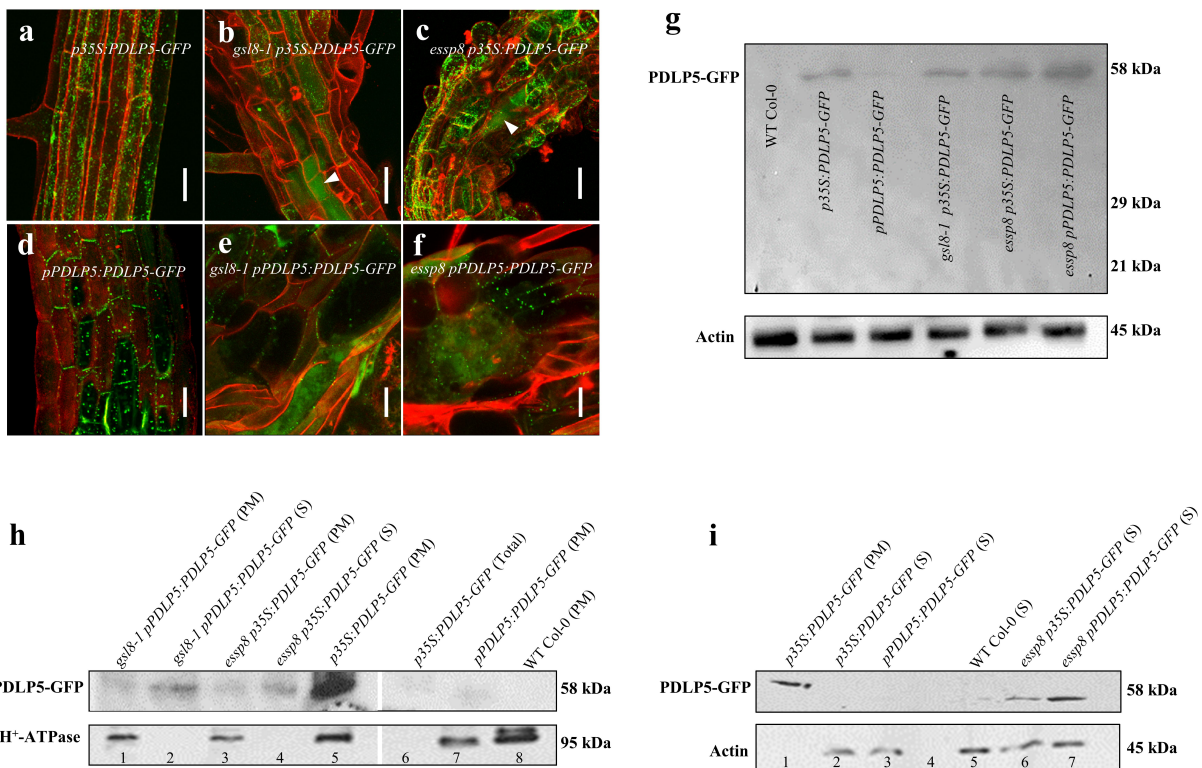 a p35S:PDLP5-GFP
b gsl8-1 p35S:PDLP5-GFP
c essp8 p35S:PDLP5-GFP
d pPDLP5:PDLP5-GFP
e gsl8-1 pPDLP5:PDLP5-GFP
f essp8 pPDLP5:PDLP5-GFP
g
PDLP5-GFP
WT Col-0
p35S:PDLP5-GFP
pPDLP5:PDLP5-GFP
gsl8-1 p35S:PDLP5-GFP
essp8 p35S:PDLP5-GFP
essp8 pPDLP5:PDLP5-GFP
58 kDa
29 kDa
21 kDa
Actin
45 kDa
h
gsl8-1 pPDLP5:PDLP5-GFP (PM)
gsl8-1 pPDLP5:PDLP5-GFP (S)
essp8 p35S:PDLP5-GFP (PM)
essp8 p35S:PDLP5-GFP (S)
p35S:PDLP5-GFP (PM)
p35S:PDLP5-GFP (Total)
pPDLP5:PDLP5-GFP (PM)
WT Col-0 (PM)
PDLP5-GFP
58 kDa
H+-ATPase
95 kDa
1 2 3 4 5 6 7 8
i
p35S:PDLP5-GFP (PM)
p35S:PDLP5-GFP (S)
pPDLP5:PDLP5-GFP (S)
WT Col-0 (S)
essp8 p35S:PDLP5-GFP (S)
essp8 pPDLP5:PDLP5-GFP (S)
PDLP5-GFP
58 kDa
Actin
45 kDa
1 2 3 4 5 6 7